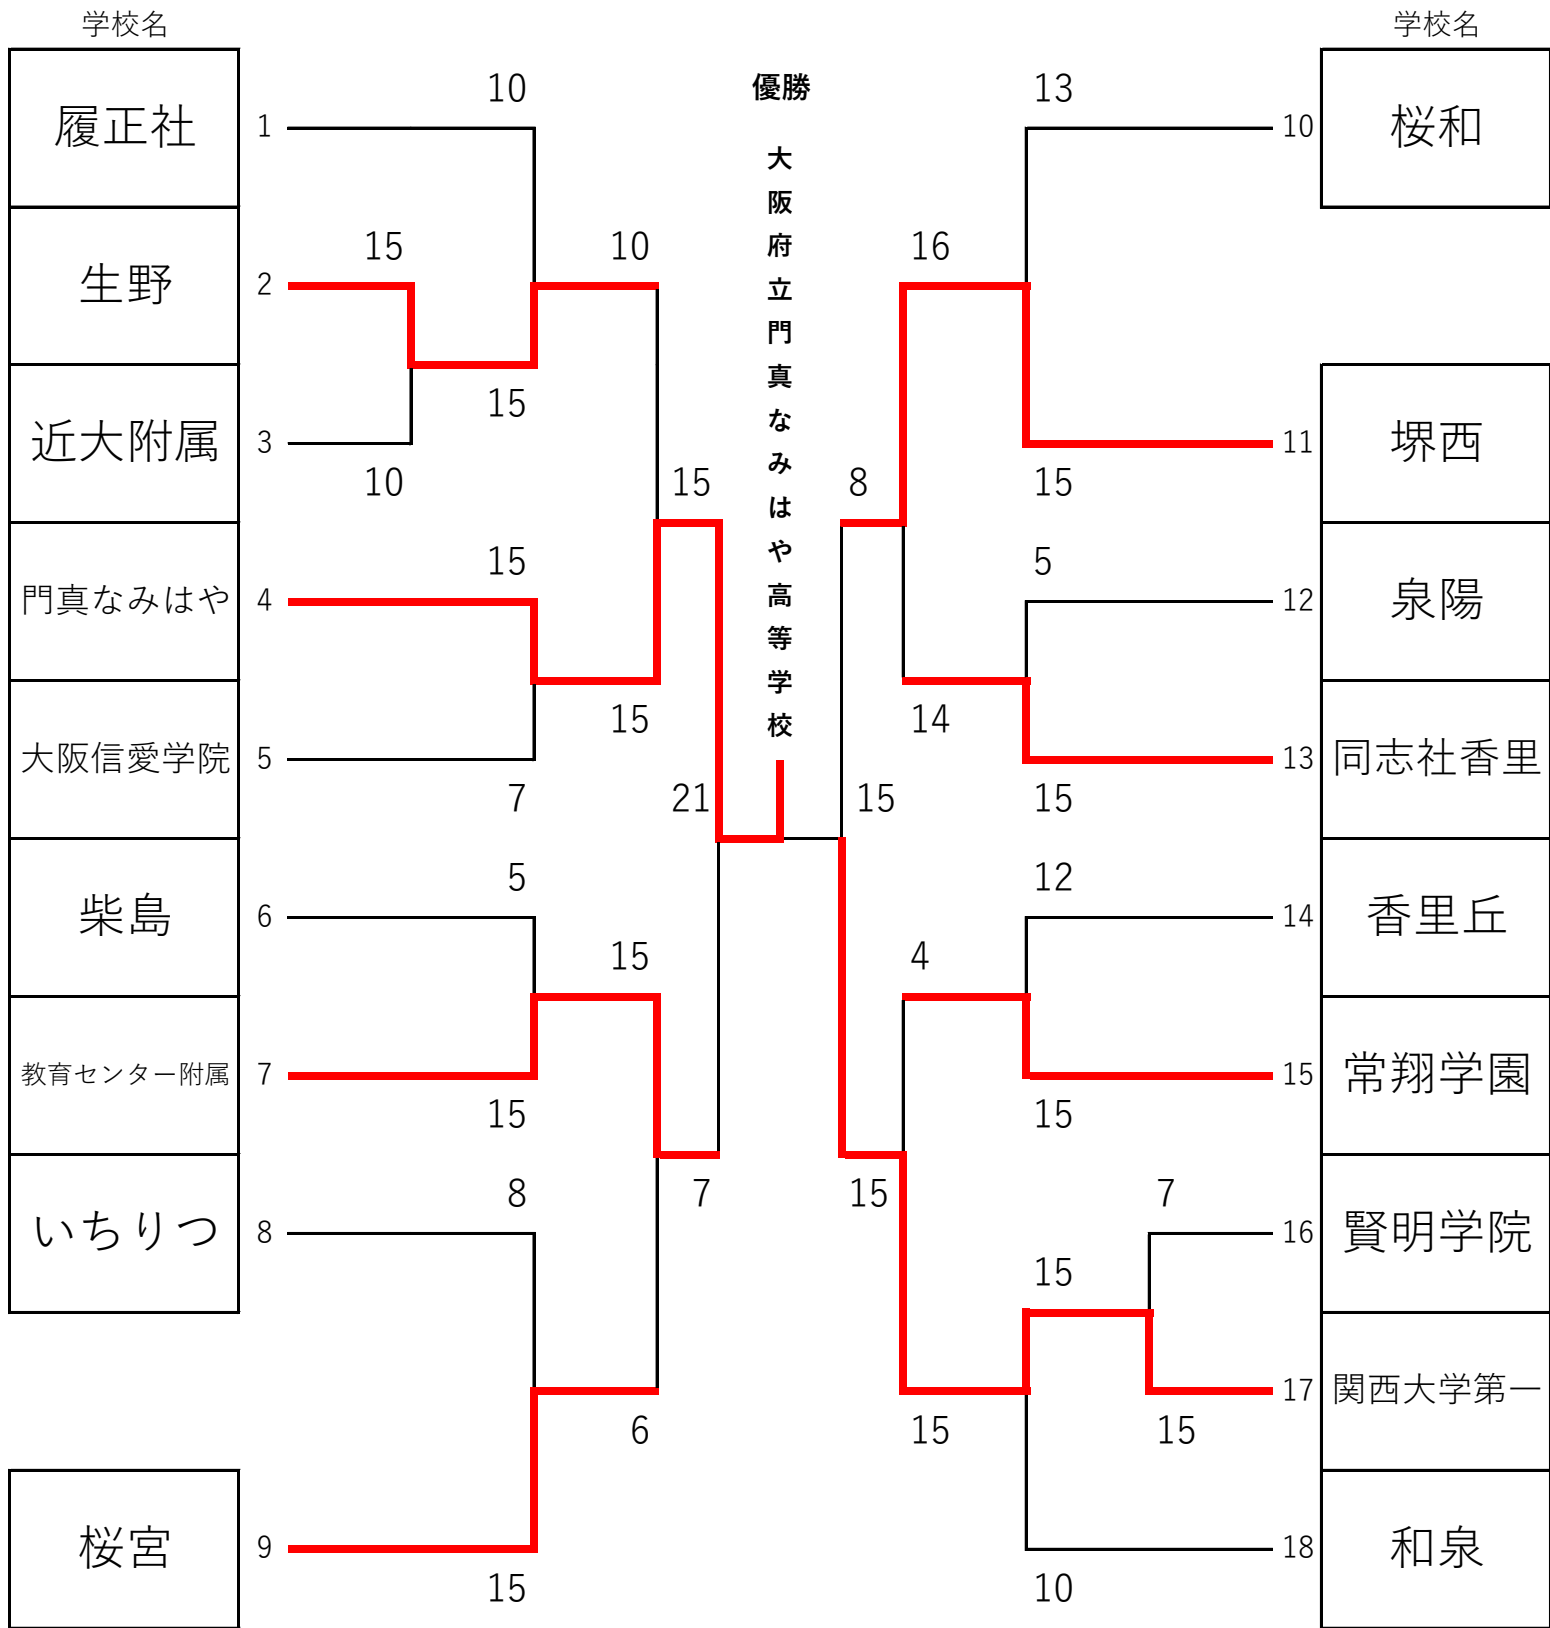 学校名
履正社
1
10
生野
2
15
10
15
近大附属
3
10
15
門真なみはや
4
15
15
大阪信愛学院
5
7
21
柴島
6
5
15
教育センター附属
7
15
7
いちりつ
8
8
6
桜宮
9
15
優勝
大阪府立門真なみはや高等学校
学校名
13
10
桜和
16
11
堺西
8
15
5
12
泉陽
14
13
同志社香里
15
15
12
14
香里丘
4
15
常翔学園
15
15
7
16
賢明学院
15
17
関西大学第一
15
15
18
和泉
10